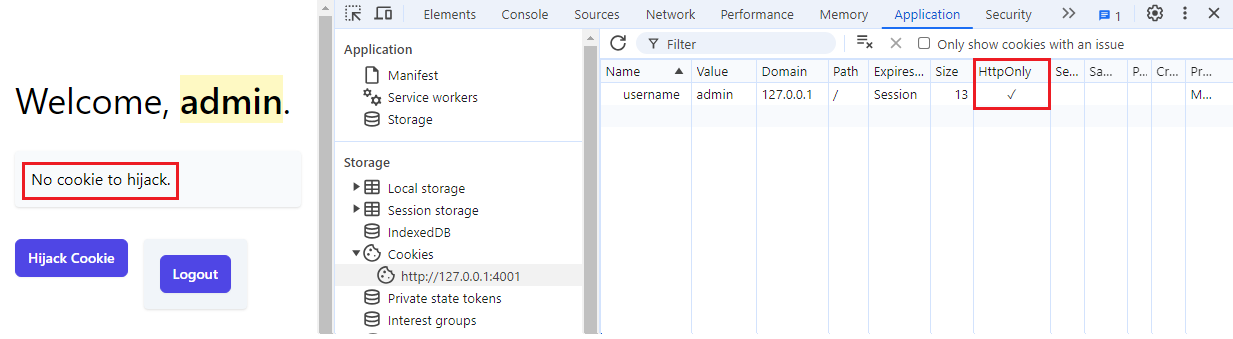 Welcome, admin.
No cookie to hijack.
Hijack Cookie
Logout
Elements Console Sources Network Performance Memory Application Security 1
Application
Manifest
Service workers
Storage
Storage
Local storage
Session storage
IndexedDB
Cookies
http://127.0.0.1:4001
Private state tokens
Interest groups
Filter Only show cookies with an issue
Name Value Domain Path Expires... Size HttpOnly Se... Sa... P... Cr... Pr...
username admin 127.0.0.1 / Session 13 ✓ M...